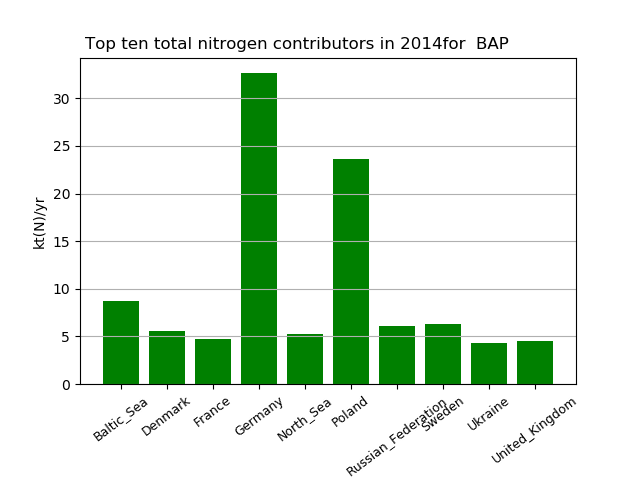 Top ten total nitrogen contributors in 2014for  BAP
kt(N)/yr
30
25
20
15
10
5
0
Baltic_Sea
Denmark
France
Germany
North_Sea
Poland
Russian_Federation
Sweden
Ukraine
United_Kingdom